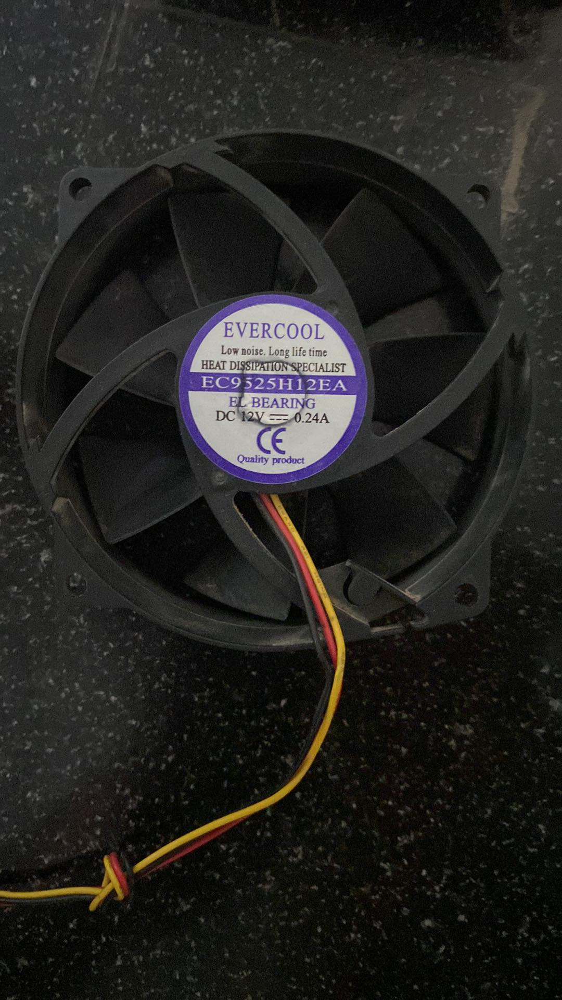 EVERCOOL
Low noise. Long life time
HEAT DISSIPATION SPECIALIST
EC9525H12EA
EL BEARING
DC 12V ⎓ 0.24A
CE
Quality product